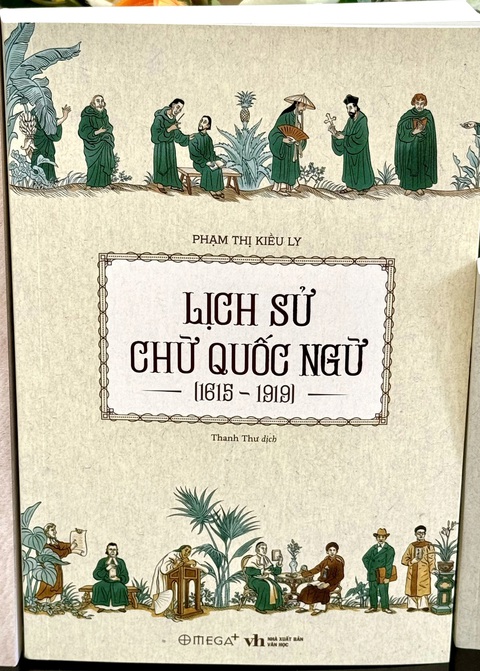 PHẠM THỊ KIỀU LY
LỊCH SỬ
CHỮ QUỐC NGỮ
(1615 – 1919)
Thanh Thư dịch
OMEGA+
vh NHÀ XUẤT BẢN
VĂN HỌC